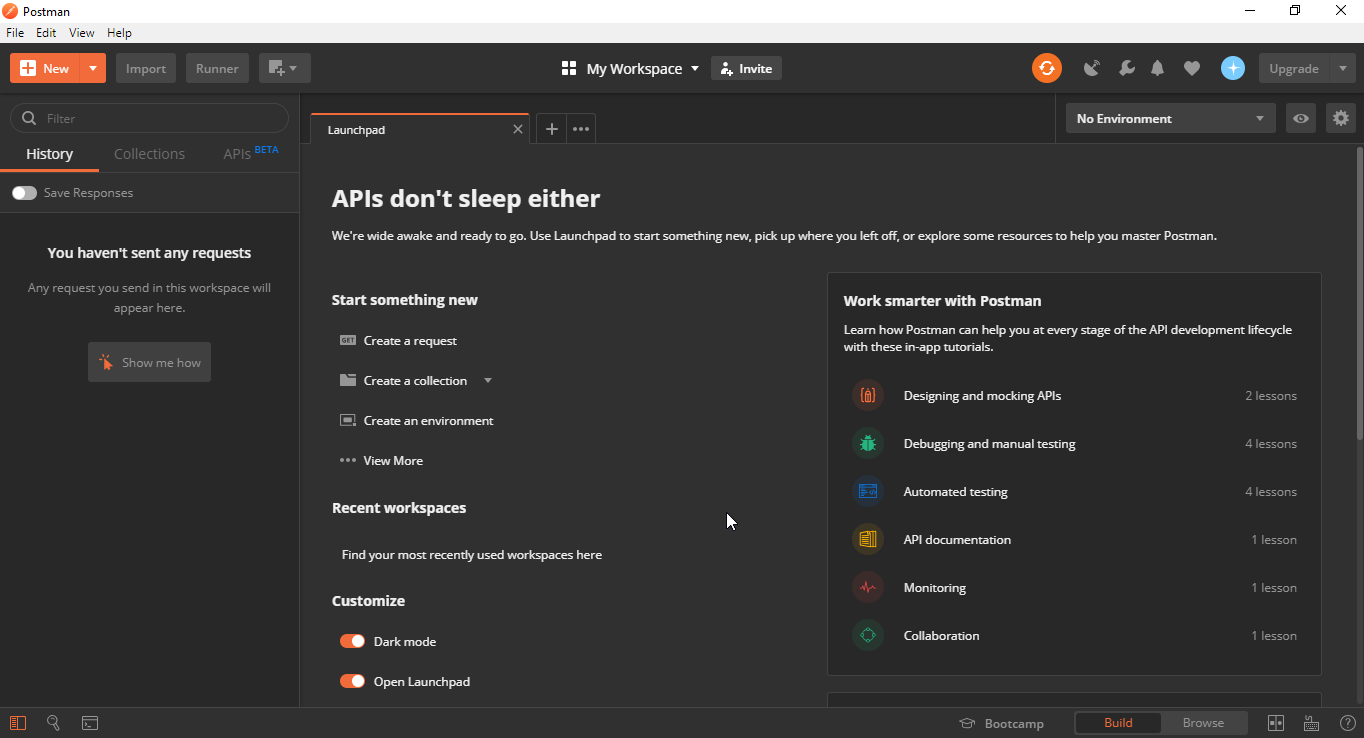 Postman
File Edit View Help
New Import Runner My Workspace Invite Upgrade
Filter
History Collections APIs BETA
Save Responses
You haven't sent any requests
Any request you send in this workspace will
appear here.
Show me how
Launchpad
No Environment
APIs don't sleep either
We're wide awake and ready to go. Use Launchpad to start something new, pick up where you left off, or explore some resources to help you master Postman.
Start something new
GET Create a request
Create a collection
Create an environment
View More
Recent workspaces
Find your most recently used workspaces here
Customize
Dark mode
Open Launchpad
Work smarter with Postman
Learn how Postman can help you at every stage of the API development lifecycle
with these in-app tutorials.
Designing and mocking APIs 2 lessons
Debugging and manual testing 4 lessons
Automated testing 4 lessons
API documentation 1 lesson
Monitoring 1 lesson
Collaboration 1 lesson
Bootcamp Build Browse